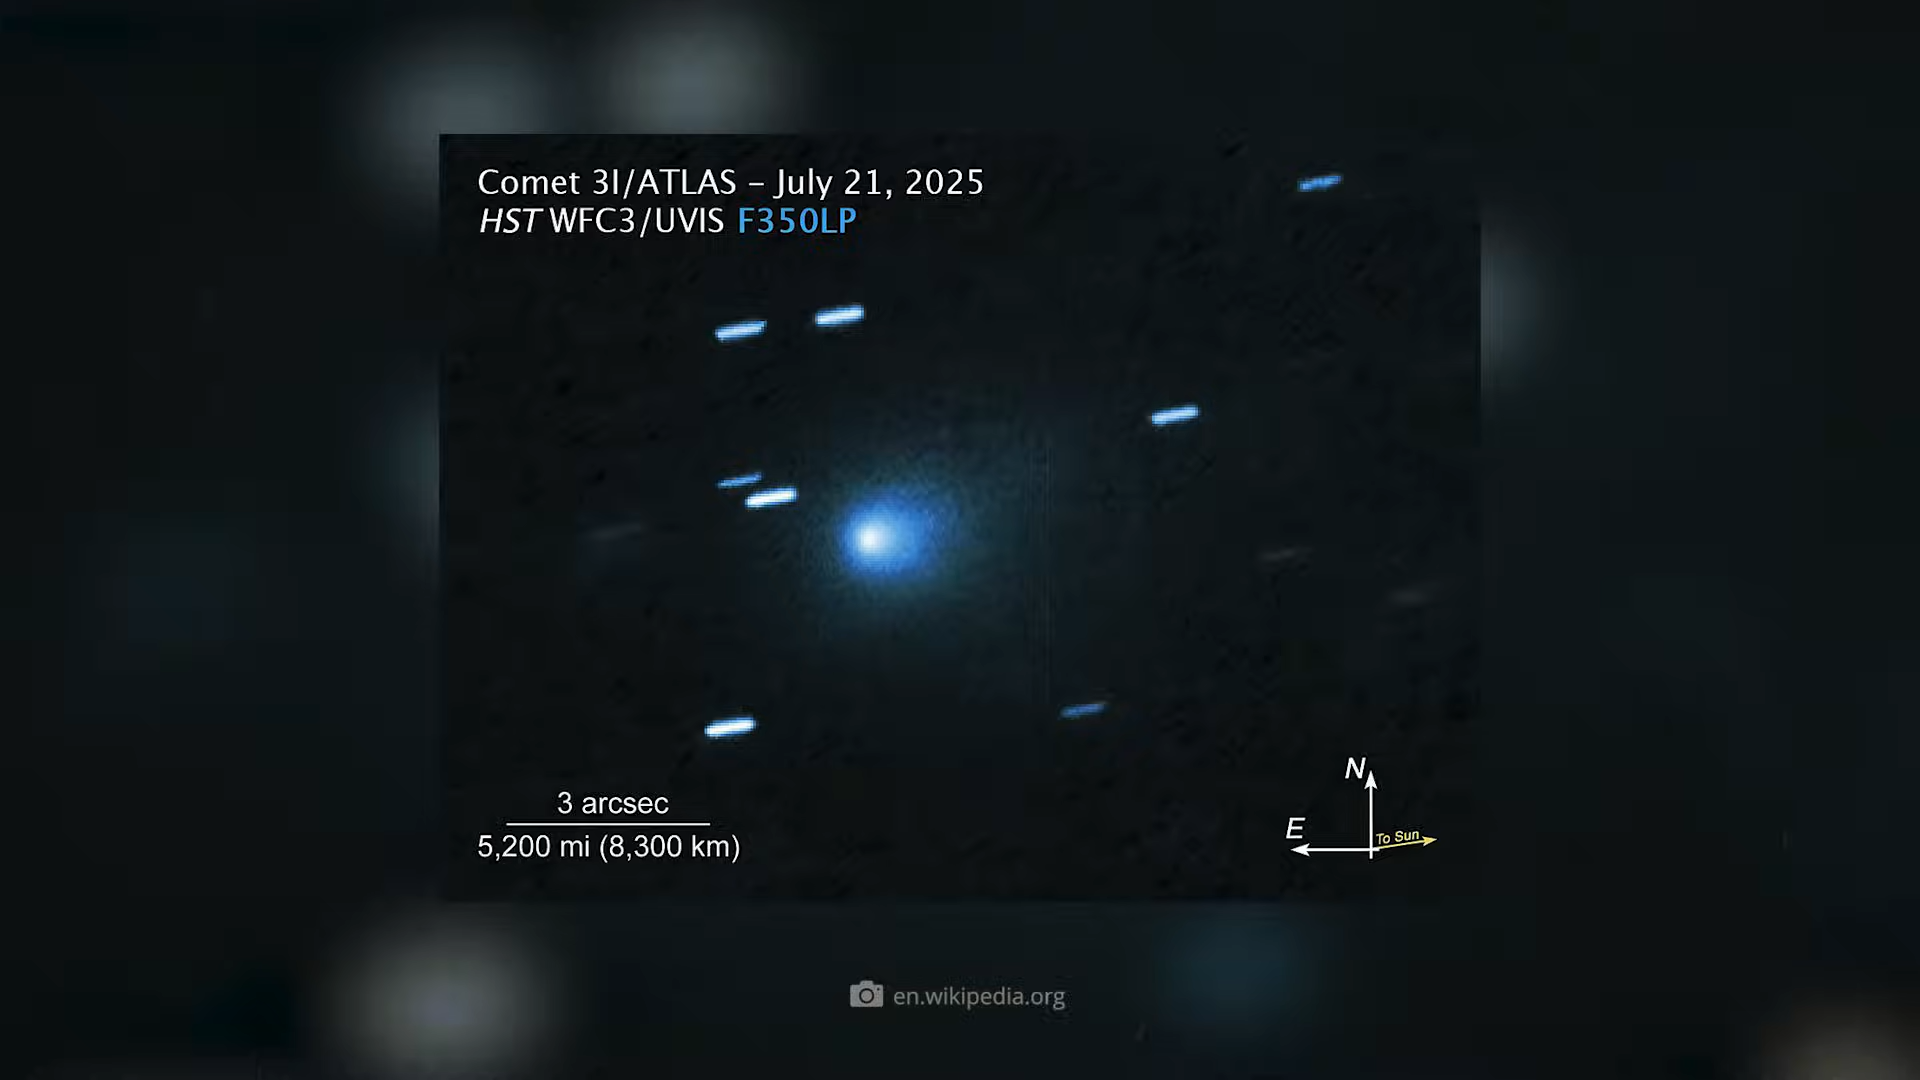 Comet 3I/ATLAS – July 21, 2025
HST WFC3/UVIS F350LP
3 arcsec
5,200 mi (8,300 km)
N
E
To Sun
en.wikipedia.org